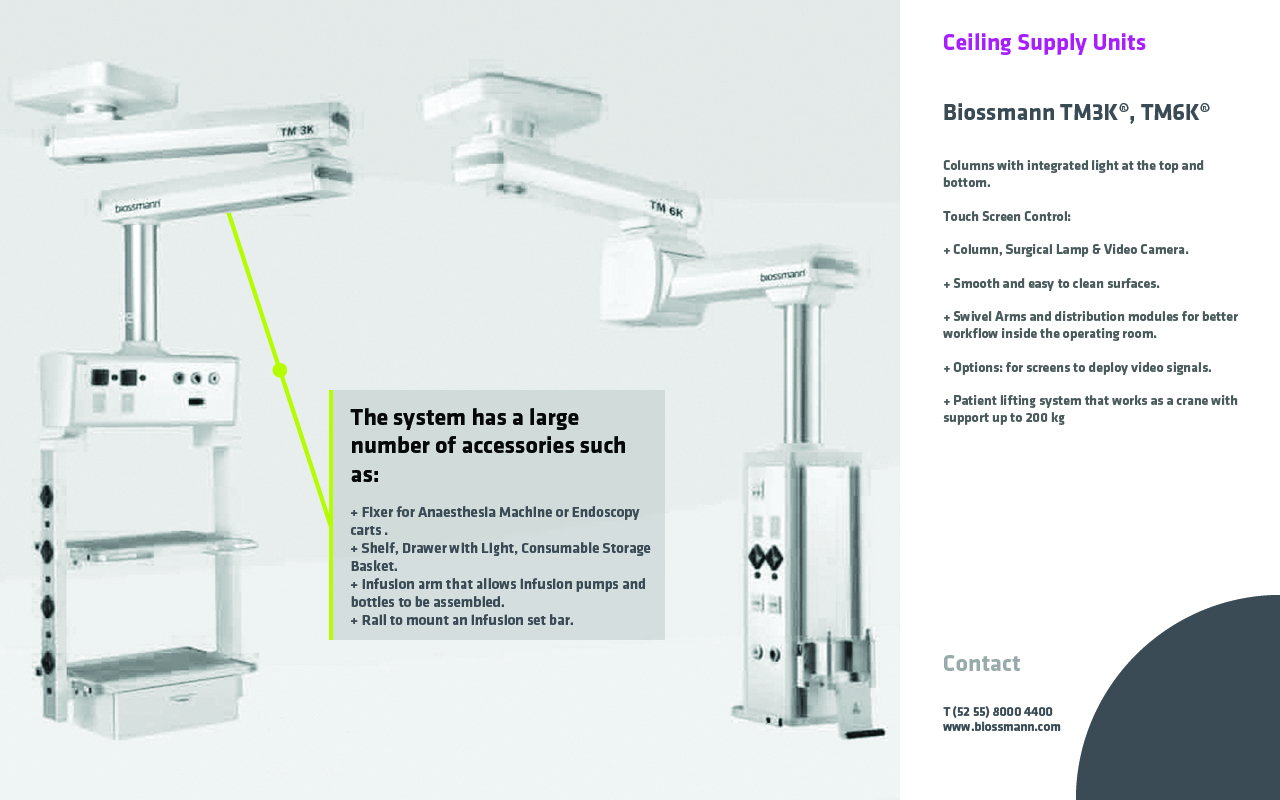 Ceiling Supply Units
Biossmann TM3K®, TM6K®
Columns with integrated light at the top and
bottom.
Touch Screen Control:
+ Column, Surgical Lamp & Video Camera.
+ Smooth and easy to clean surfaces.
+ Swivel Arms and distribution modules for better
workflow inside the operating room.
+ Options: for screens to deploy video signals.
+ Patient lifting system that works as a crane with
support up to 200 kg
TM 3K
biossmann
TM 6K
biossmann
The system has a large
number of accessories such
as:
+ Fixer for Anaesthesia Machine or Endoscopy
carts .
+ Shelf, Drawer with Light, Consumable Storage
Basket.
+ Infusion arm that allows infusion pumps and
bottles to be assembled.
+ Rail to mount an infusion set bar.
Contact
T (52 55) 8000 4400
www.biossmann.com